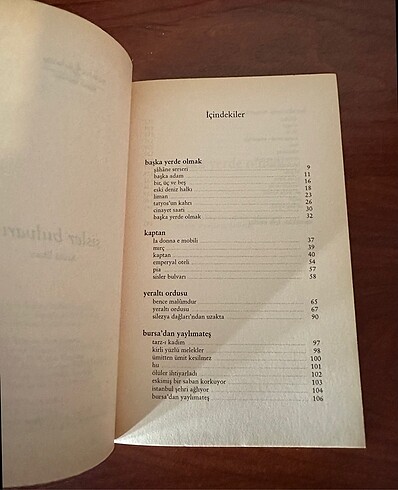 İçindekiler
başka yerde olmak
şâhâne serseri 9
başka adam 11
bir, üç ve beş 16
eski deniz halkı 18
liman 23
tatyos'un kahrı 26
cinayet saati 30
başka yerde olmak 32
kaptan
la donna e mobili 37
mırç 39
kaptan 40
emperyal oteli 54
pia 57
sisler bulvarı 58
yeraltı ordusu
bence malûmdur 65
yeraltı ordusu 67
silezya dağları'ndan uzakta 90
bursa'dan yaylımateş
tarz-ı kadim 97
kirli yüzlü melekler 98
ümitten ümit kesilmez 100
hu 101
ölüler ihtiyarladı 102
eskimiş bir sabah korkuyor 103
istanbul şehri ağlıyor 104
bursa'dan yaylımateş 106